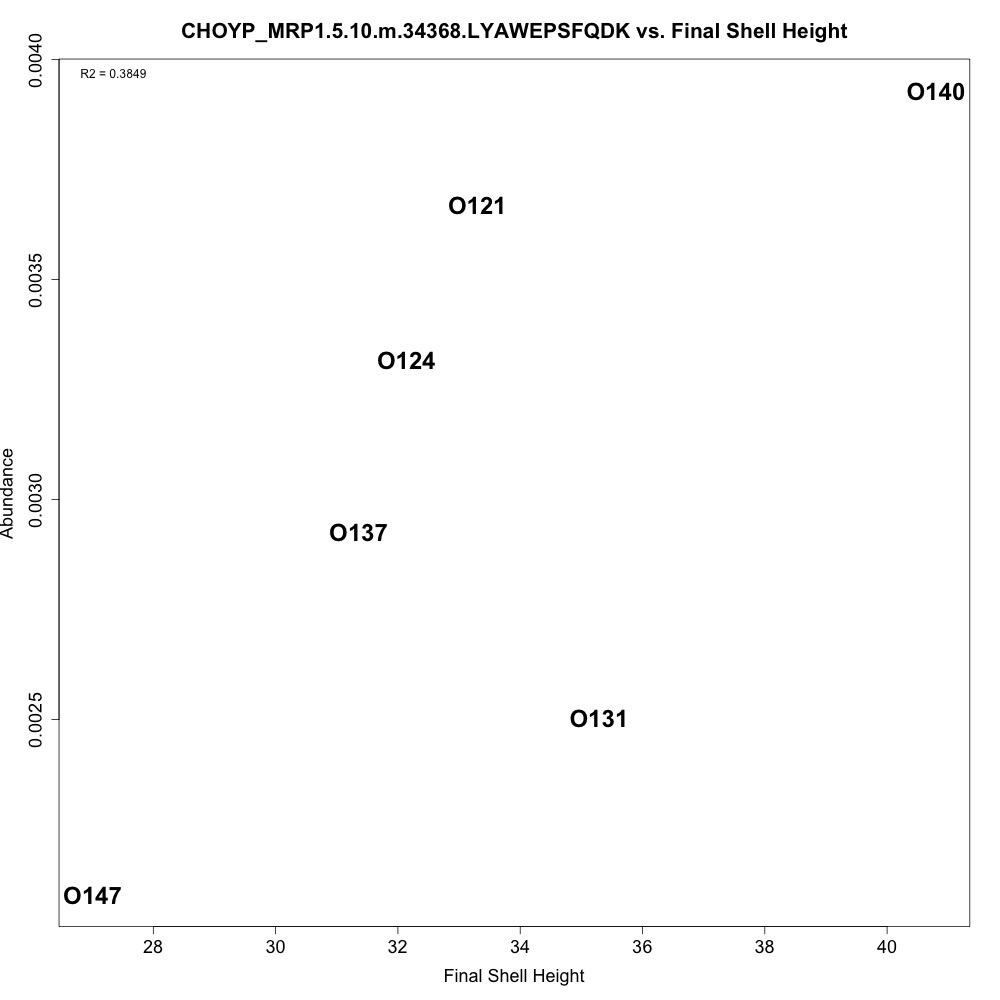 CHOYP_MRP1.5.10.m.34368.LYAWEPSFQDK vs. Final Shell Height
R2 = 0.3849
O140
O121
O124
O137
O131
O147
0.0040
0.0035
0.0030
0.0025
Abundance
28 30 32 34 36 38 40
Final Shell Height